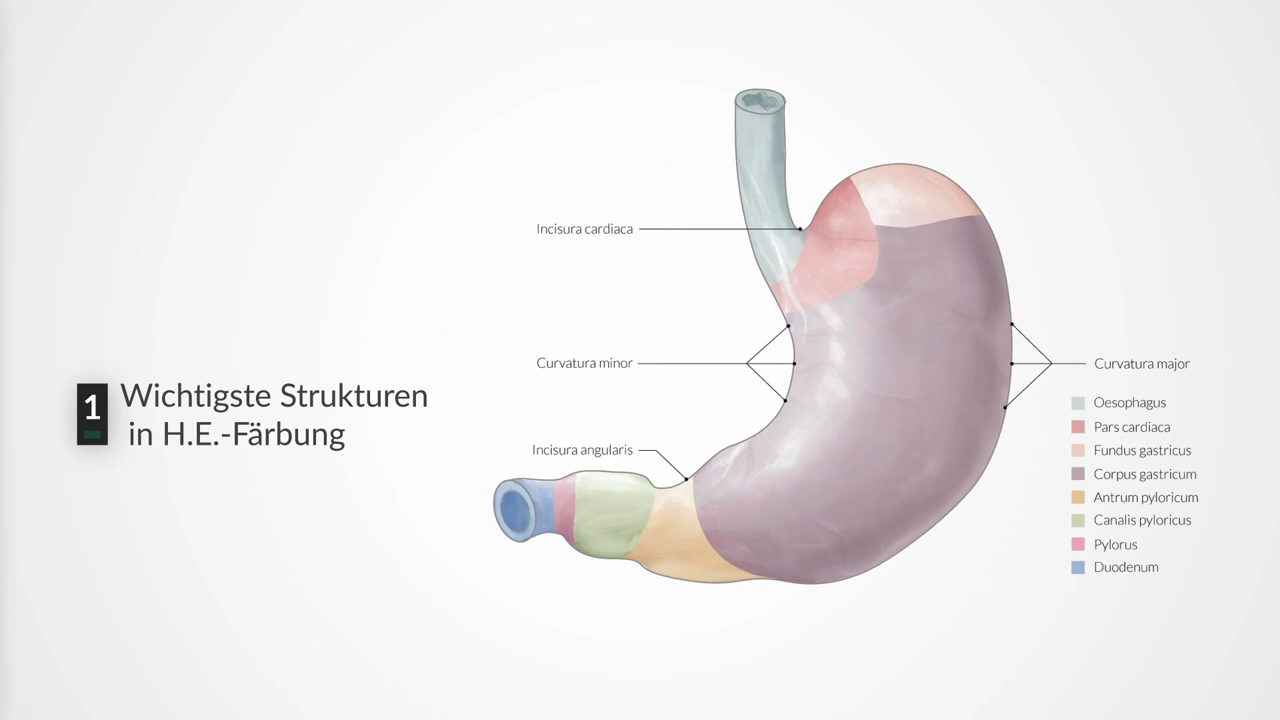 1
Wichtigste Strukturen
in H.E.-Färbung
Incisura cardiaca
Curvatura minor
Incisura angularis
Curvatura major
Oesophagus
Pars cardiaca
Fundus gastricus
Corpus gastricum
Antrum pyloricum
Canalis pyloricus
Pylorus
Duodenum